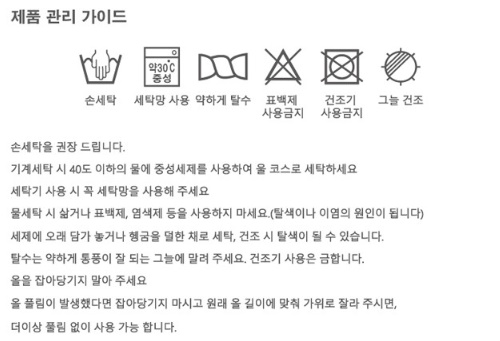 제품 관리 가이드
약30℃
중성
손세탁 세탁망 사용 약하게 탈수 표백제 건조기 그늘 건조
사용금지 사용금지
손세탁을 권장 드립니다.
기계세탁 시 40도 이하의 물에 중성세제를 사용하여 울 코스로 세탁하세요
세탁기 사용 시 꼭 세탁망을 사용해 주세요
물세탁 시 삶거나 표백제, 염색제 등을 사용하지 마세요.(탈색이나 이염의 원인이 됩니다)
세제에 오래 담가 놓거나 헹굼을 덜한 채로 세탁, 건조 시 탈색이 될 수 있습니다.
탈수는 약하게 통풍이 잘 되는 그늘에 말려 주세요. 건조기 사용은 금합니다.
올을 잡아당기지 말아 주세요
올 풀림이 발생했다면 잡아당기지 마시고 원래 올 길이에 맞춰 가위로 잘라 주시면,
더이상 풀림 없이 사용 가능 합니다.